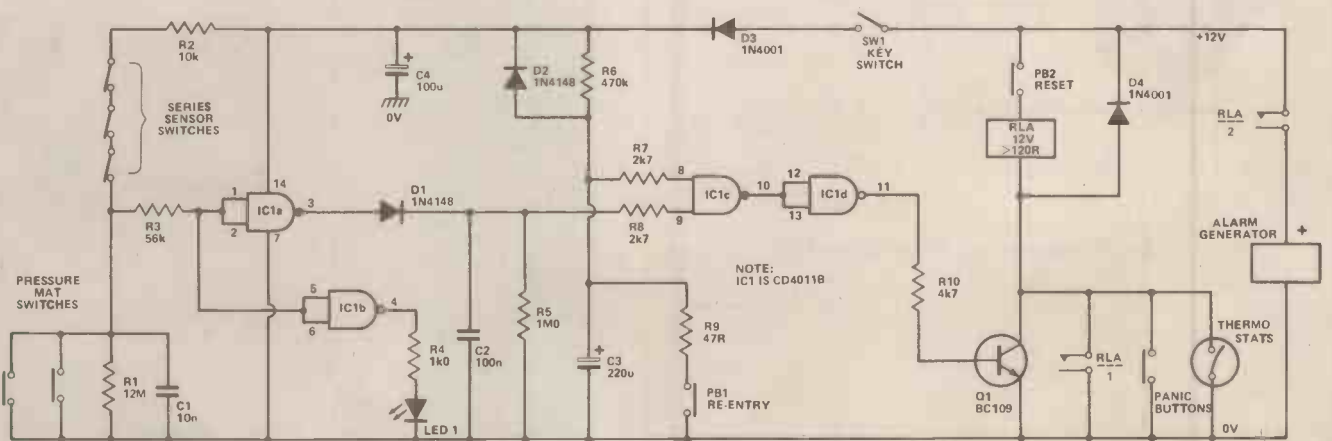 R2
10k
SERIES
SENSOR
SWITCHES
R3
56k
PRESSURE
MAT
SWITCHES
R1
12M
C1
10n
1
2
14
IC1a
3
7
5
6
IC1b
4
R4
1k0
LED 1
D1
1N4148
+
C4
100u
0V
C2
100n
R5
1M0
D2
1N4148
R6
470k
R7
2k7
R8
2k7
8
9
IC1c
10
12
13
IC1d
11
NOTE:
IC1 IS CD4011B
+
C3
220u
R9
47R
PB1
RE-ENTRY
D3
1N4001
SW1
KEY
SWITCH
R10
4k7
Q1
BC109
PB2
RESET
RLA
12V
>120R
D4
1N4001
+12V
RLA
2
ALARM
GENERATOR
+
RLA
1
PANIC
BUTTONS
THERMO
STATS
0V